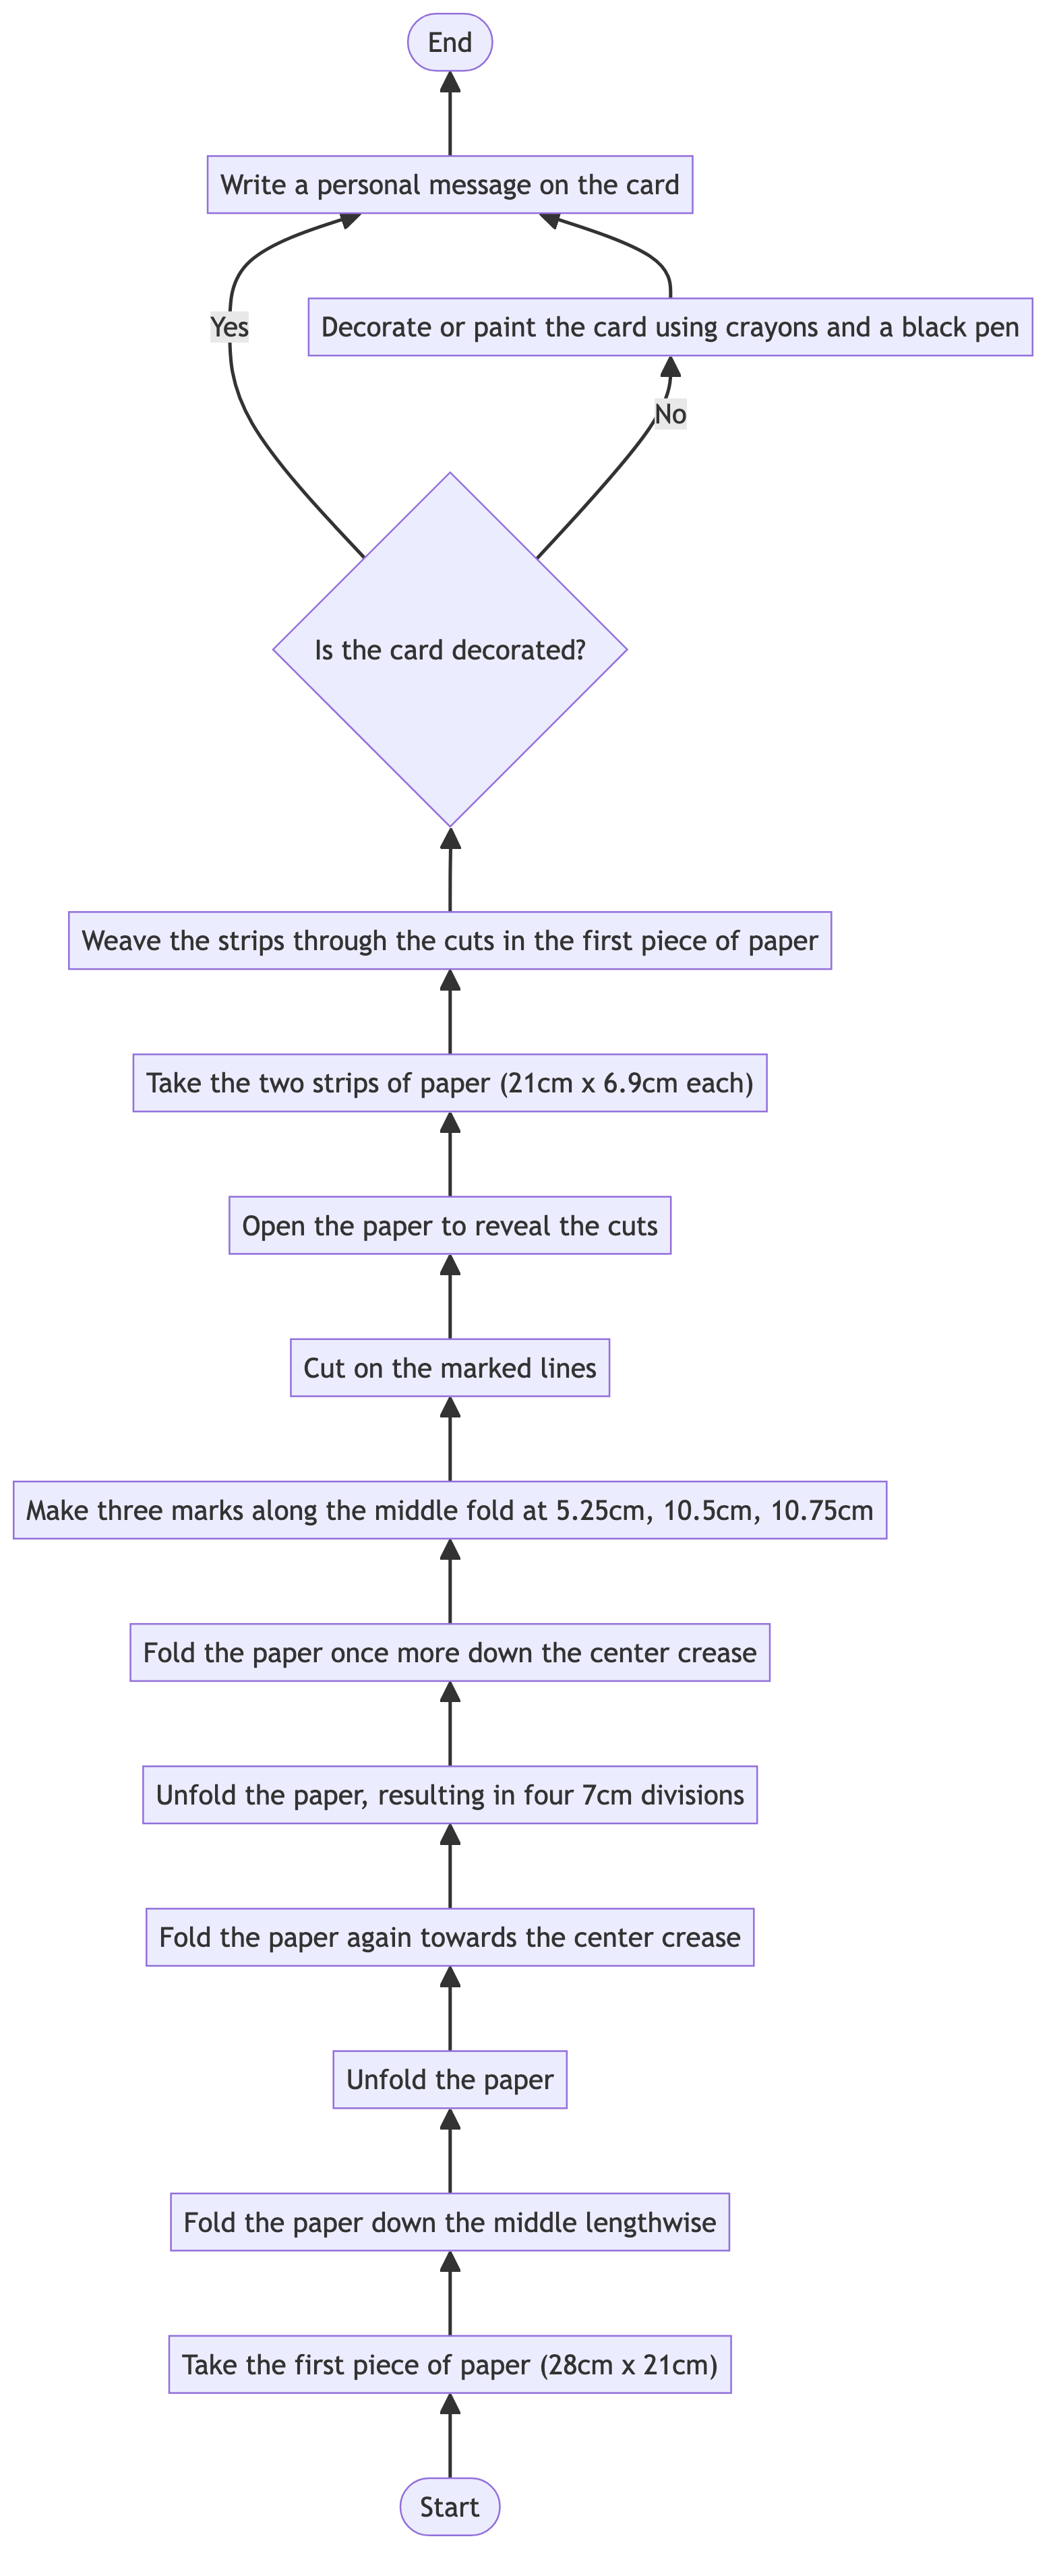 End
Write a personal message on the card
Yes
Decorate or paint the card using crayons and a black pen
No
Is the card decorated?
Weave the strips through the cuts in the first piece of paper
Take the two strips of paper (21cm x 6.9cm each)
Open the paper to reveal the cuts
Cut on the marked lines
Make three marks along the middle fold at 5.25cm, 10.5cm, 10.75cm
Fold the paper once more down the center crease
Unfold the paper, resulting in four 7cm divisions
Fold the paper again towards the center crease
Unfold the paper
Fold the paper down the middle lengthwise
Take the first piece of paper (28cm x 21cm)
Start